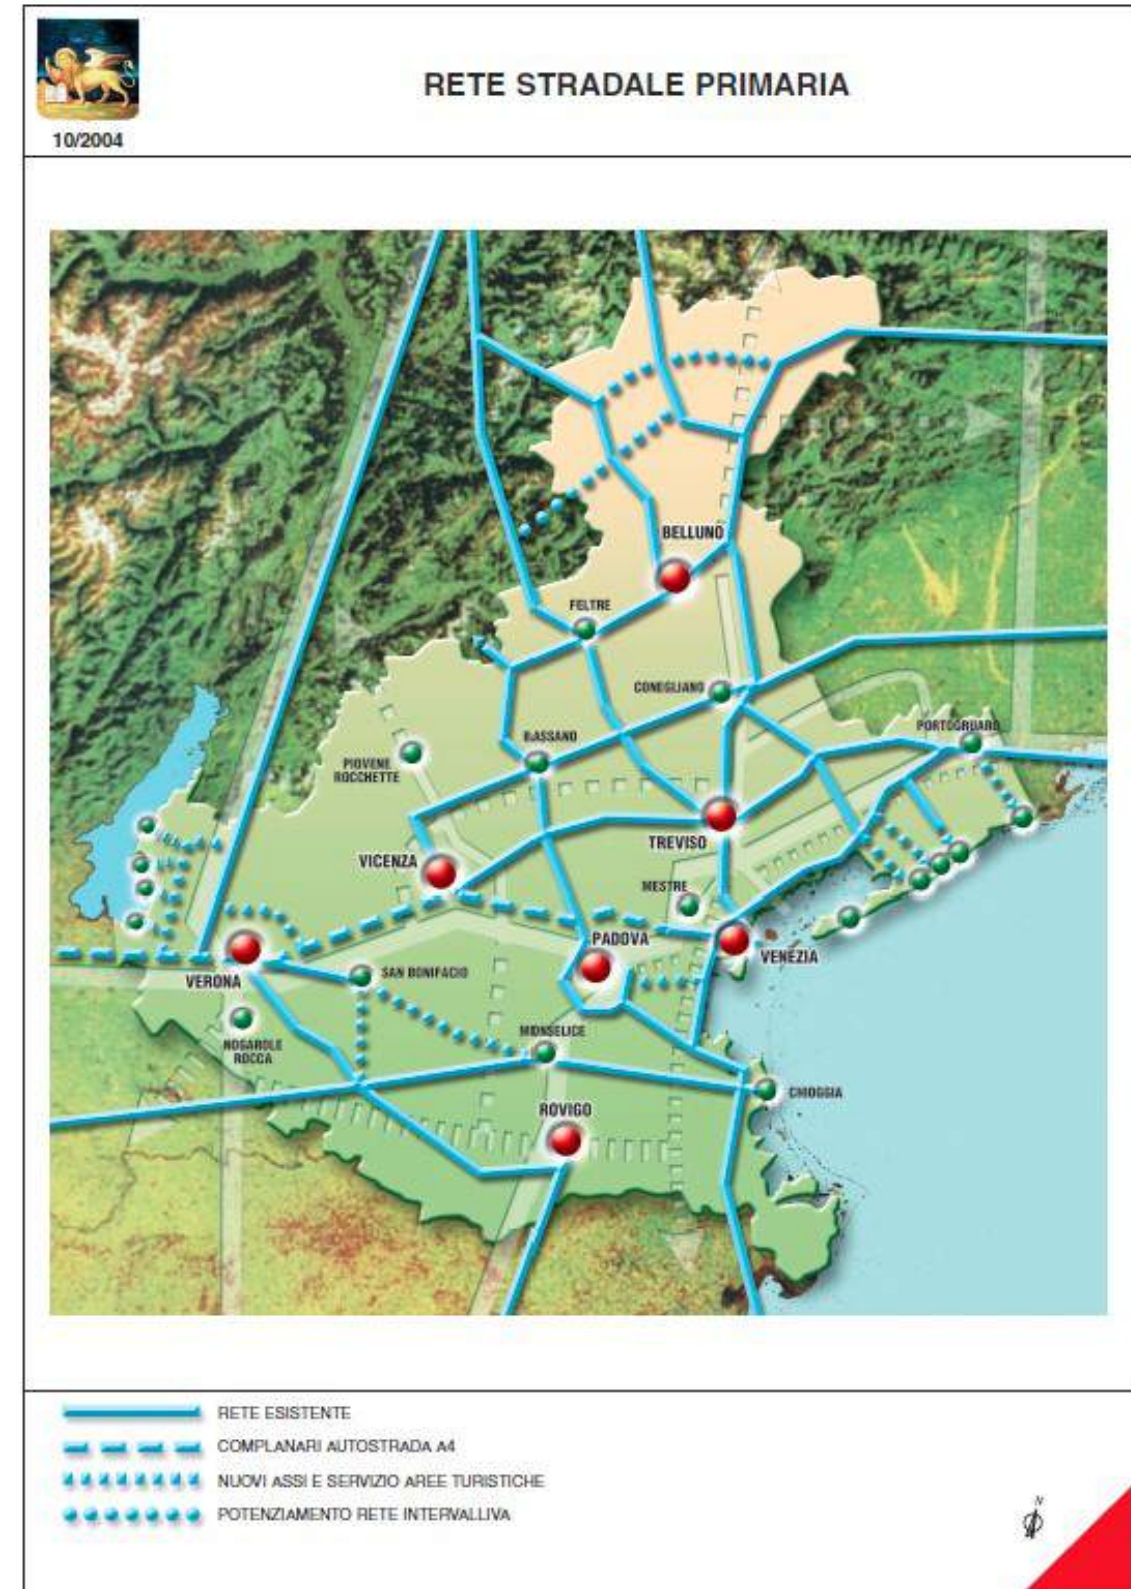 RETE STRADALE PRIMARIA
10/2004
BELLUNO
FELTRE
CONEGLIANO
PORTOGRUARO
BASSANO
PIOVENE
ROCCHETTE
TREVISO
VICENZA
MESTRE
PADOVA
VENEZIA
VERONA
SAN BONIFACIO
NOGAROLE
ROCCA
MONSELICE
CHIOGGIA
ROVIGO
RETE ESISTENTE
COMPLANARI AUTOSTRADA A4
NUOVI ASSI E SERVIZIO AREE TURISTICHE
POTENZIAMENTO RETE INTERVALLIVA
N